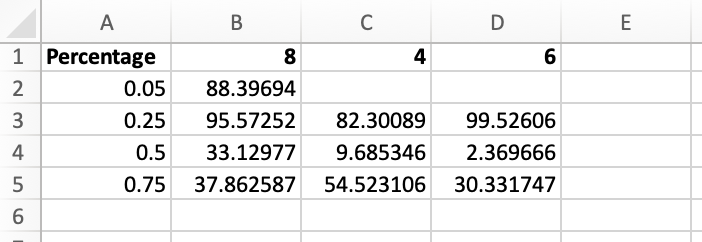 A B C D E
1 Percentage 8 4 6
2 0.05 88.39694
3 0.25 95.57252 82.30089 99.52606
4 0.5 33.12977 9.685346 2.369666
5 0.75 37.862587 54.523106 30.331747
6